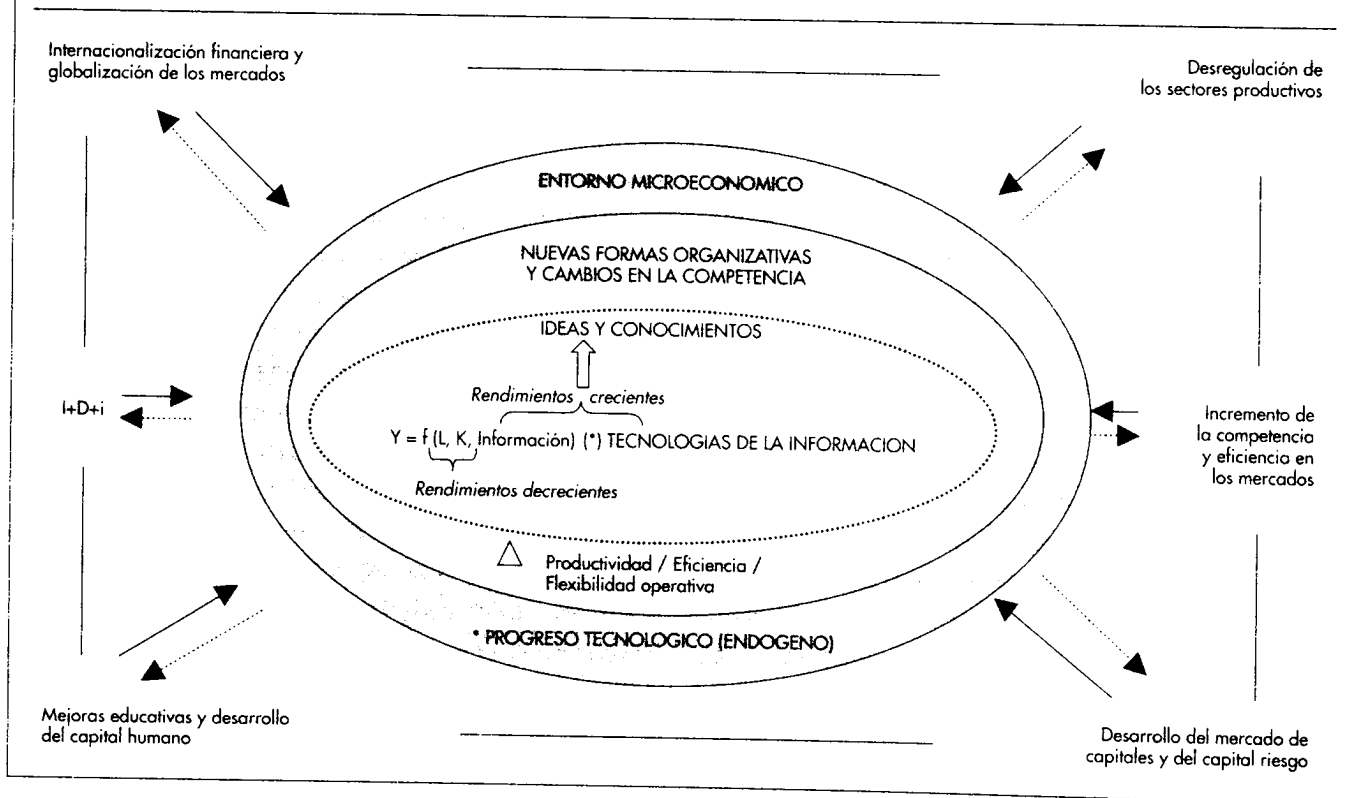 Internacionalización financiera y
globalización de los mercados
Desregulación de
los sectores productivos
ENTORNO MICROECONOMICO
NUEVAS FORMAS ORGANIZATIVAS
Y CAMBIOS EN LA COMPETENCIA
IDEAS Y CONOCIMIENTOS
Rendimientos crecientes
I+D+i
Y = f (L, K, Información) (*) TECNOLOGIAS DE LA INFORMACION
Rendimientos decrecientes
Incremento de
la competencia
y eficiencia en
los mercados
Productividad / Eficiencia /
Flexibilidad operativa
* PROGRESO TECNOLOGICO (ENDOGENO)
Mejoras educativas y desarrollo
del capital humano
Desarrollo del mercado de
capitales y del capital riesgo